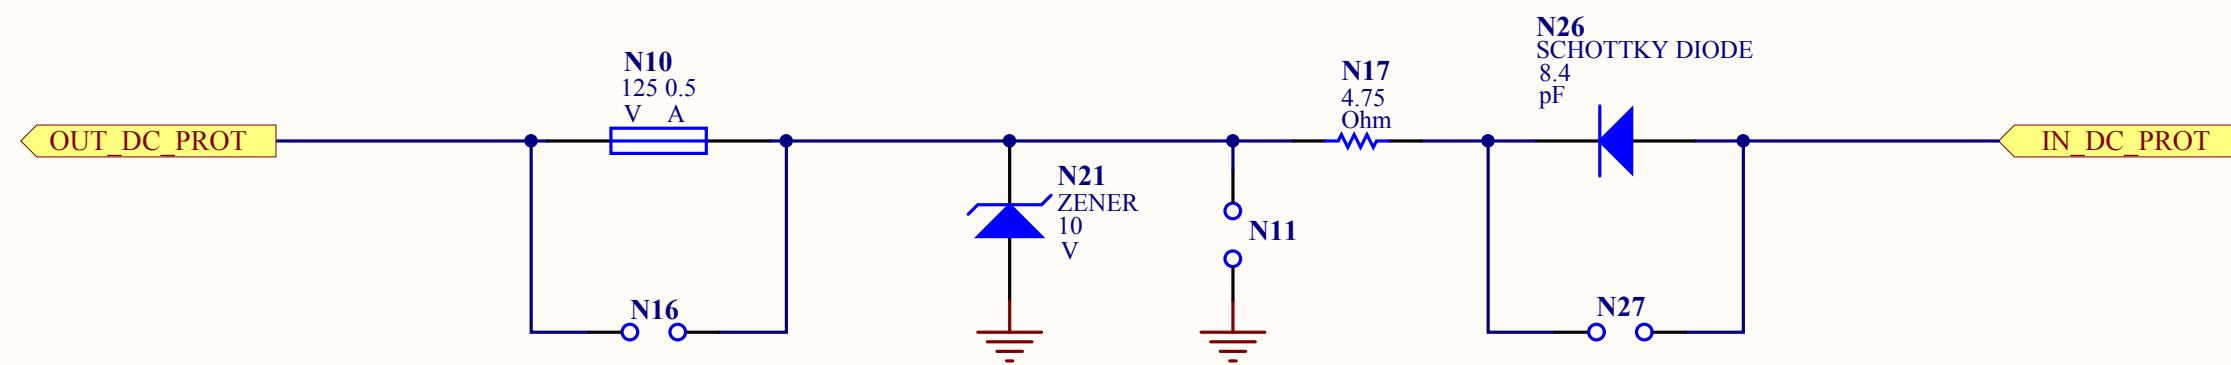 N26
SCHOTTKY DIODE
8.4
pF
N10
125 0.5
V A
N17
4.75
Ohm
OUT_DC_PROT
IN_DC_PROT
N21
ZENER
10
V
N11
N16
N27